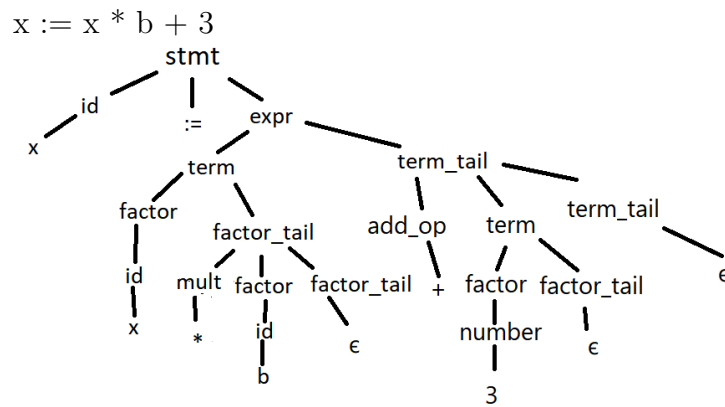 x := x * b + 3
stmt
id := expr
x
term term_tail
factor factor_tail add_op term term_tail
id mult factor factor_tail + factor factor_tail ϵ
x * id ϵ number ϵ
b 3